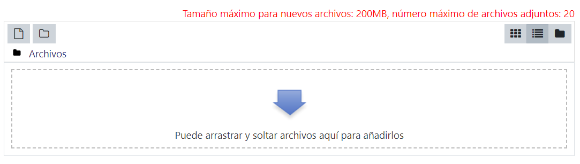 Tamaño máximo para nuevos archivos: 200MB, número máximo de archivos adjuntos: 20
Archivos
Puede arrastrar y soltar archivos aquí para añadirlos